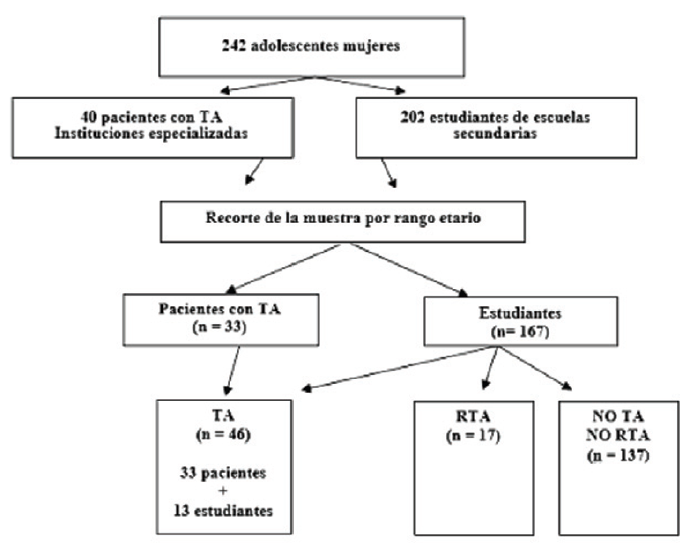 242 adolescentes mujeres
40 pacientes con TA
Instituciones especializadas
202 estudiantes de escuelas
secundarias
Recorte de la muestra por rango etario
Pacientes con TA
(n = 33)
Estudiantes
(n= 167)
TA
(n = 46)
33 pacientes
+
13 estudiantes
RTA
(n = 17)
NO TA
NO RTA
(n = 137)